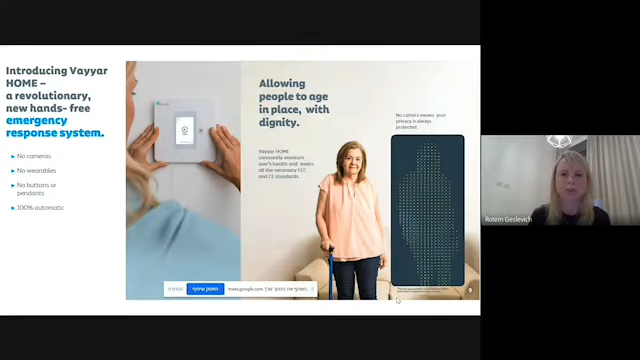 Introducing Vayyar
HOME –
a revolutionary,
new hands- free
emergency
response system.
▸ No cameras
▸ No wearables
▸ No buttons or
pendants
▸ 100% automatic
Allowing
people to age
in place, with
dignity.
Vayyar HOME
constantly monitors
user's health and meets
all the necessary FCC
and CE standards.
No camera means your
privacy is always
protected.
meet.google.com
9
Rotem Geslevich